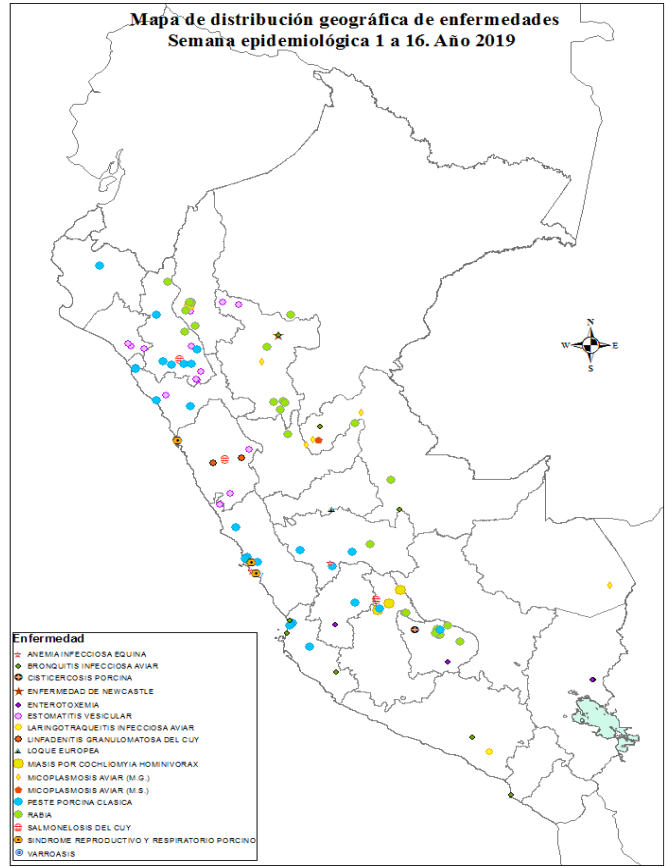 Mapa de distribución geográfica de enfermedades
Semana epidemiológica 1 a 16. Año 2019
N
W E
S
Enfermedad
ANEMIA INFECCIOSA EQUINA
BRONQUITIS INFECCIOSA AVIAR
CISTICERCOSIS PORCINA
ENFERMEDAD DE NEWCASTLE
ENTEROTOXEMIA
ESTOMATITIS VESICULAR
LARINGOTRAQUEITIS INFECCIOSA AVIAR
LINFADENITIS GRANULOMATOSA DEL CUY
LOQUE EUROPEA
MIASIS POR COCHLIOMYIA HOMINIVORAX
MICOPLASMOSIS AVIAR (M.G.)
MICOPLASMOSIS AVIAR (M.S.)
PESTE PORCINA CLASICA
RABIA
SALMONELOSIS DEL CUY
SINDROME REPRODUCTIVO Y RESPIRATORIO PORCINO
VARROASIS